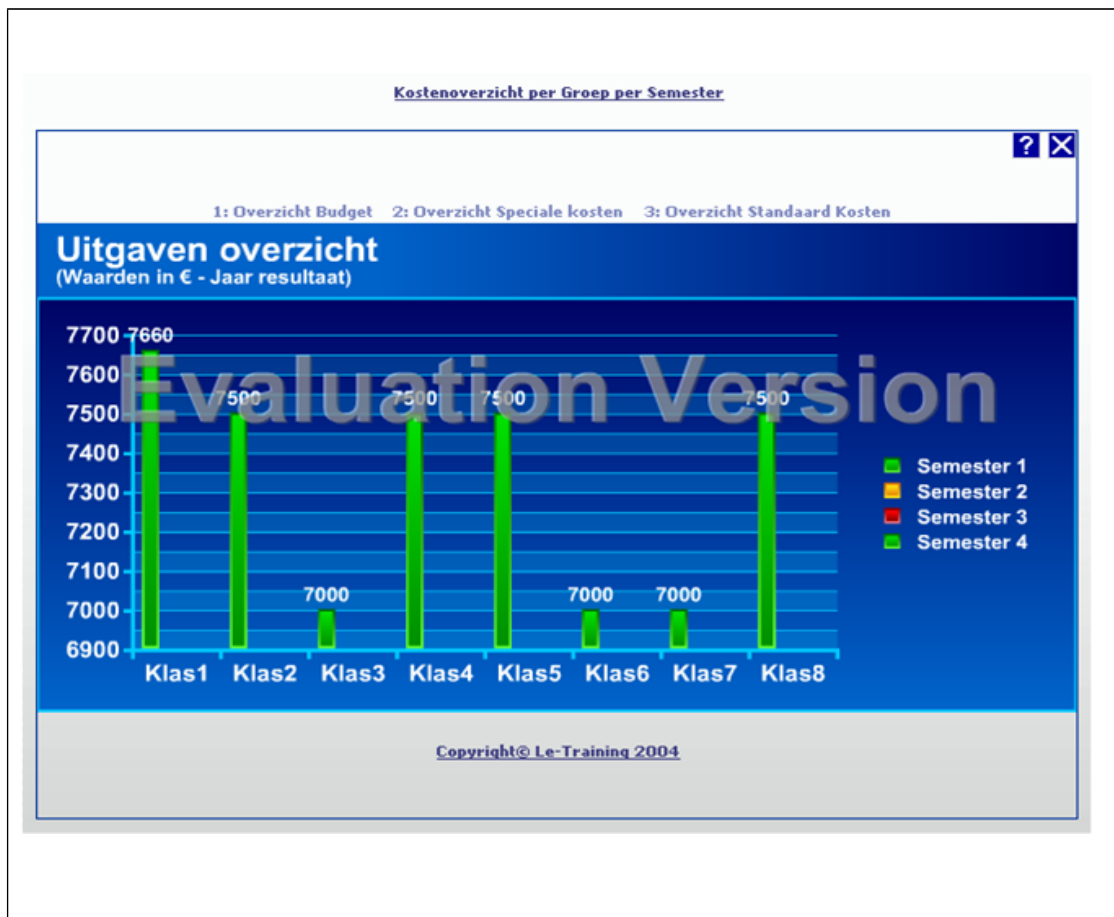 Kostenoverzicht per Groep per Semester
?
1: Overzicht Budget 2: Overzicht Speciale kosten 3: Overzicht Standaard Kosten
Uitgaven overzicht
(Waarden in € - Jaar resultaat)
7700 7660
Evaluation Version
7600
7500 7500 7500 7500
7500
7400
7300
7200
7100
7000 7000 7000
7000
6900
Klas1 Klas2 Klas3 Klas4 Klas5 Klas6 Klas7 Klas8
Semester 1
Semester 2
Semester 3
Semester 4
Copyright© Le-Training 2004